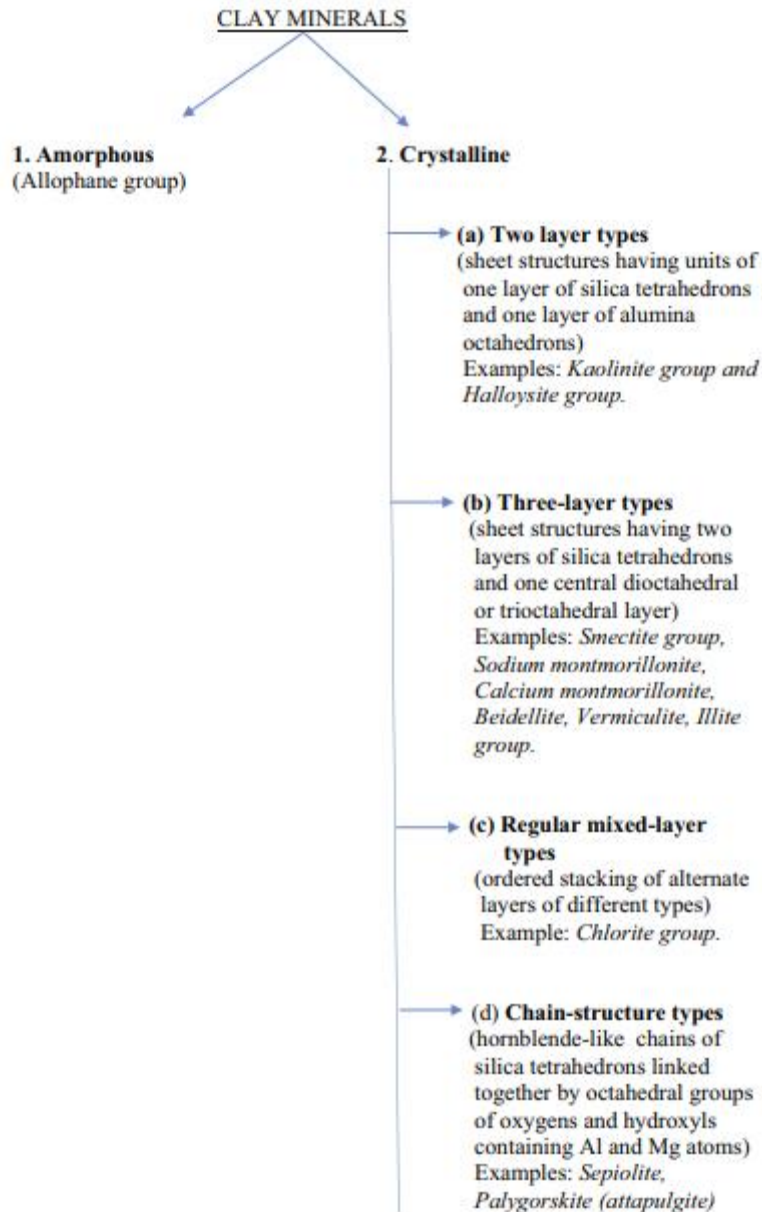 CLAY MINERALS
1. Amorphous
(Allophane group)
2. Crystalline
(a) Two layer types
(sheet structures having units of
one layer of silica tetrahedrons
and one layer of alumina
octahedrons)
Examples: Kaolinite group and
Halloysite group.
(b) Three-layer types
(sheet structures having two
layers of silica tetrahedrons
and one central dioctahedral
or trioctahedral layer)
Examples: Smectite group,
Sodium montmorillonite,
Calcium montmorillonite,
Beidellite, Vermiculite, Illite
group.
(c) Regular mixed-layer
types
(ordered stacking of alternate
layers of different types)
Example: Chlorite group.
(d) Chain-structure types
(hornblende-like chains of
silica tetrahedrons linked
together by octahedral groups
of oxygens and hydroxyls
containing Al and Mg atoms)
Examples: Sepiolite,
Palygorskite (attapulgite)